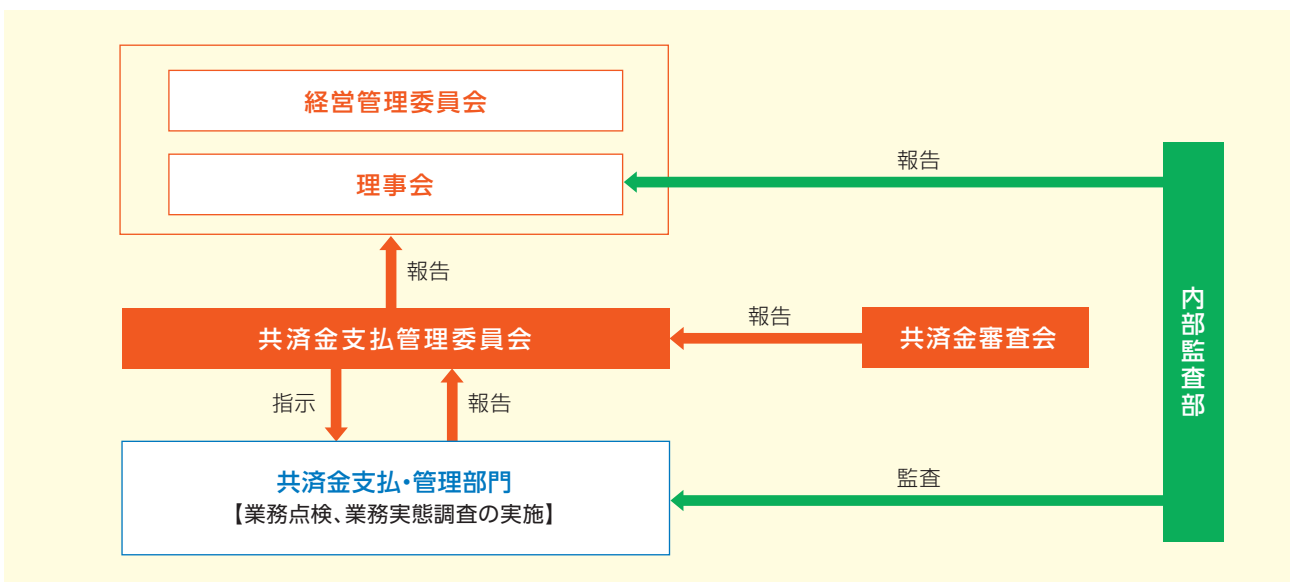 経営管理委員会
理事会
報告
報告
共済金支払管理委員会
報告
共済金審査会
内部監査部
指示
報告
共済金支払・管理部門
【業務点検、業務実態調査の実施】
監査